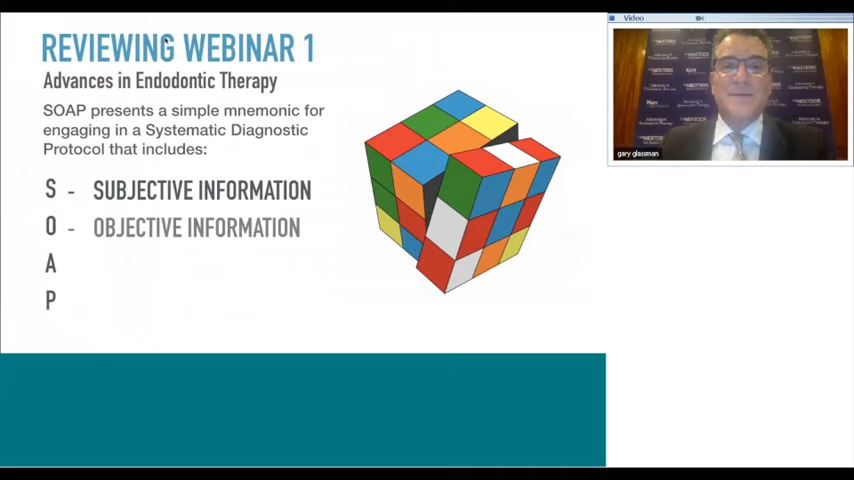 REVIEWING WEBINAR 1
Advances in Endodontic Therapy
SOAP presents a simple mnemonic for
engaging in a Systematic Diagnostic
Protocol that includes:
S - SUBJECTIVE INFORMATION
O - OBJECTIVE INFORMATION
A
P
Video
gary glassman